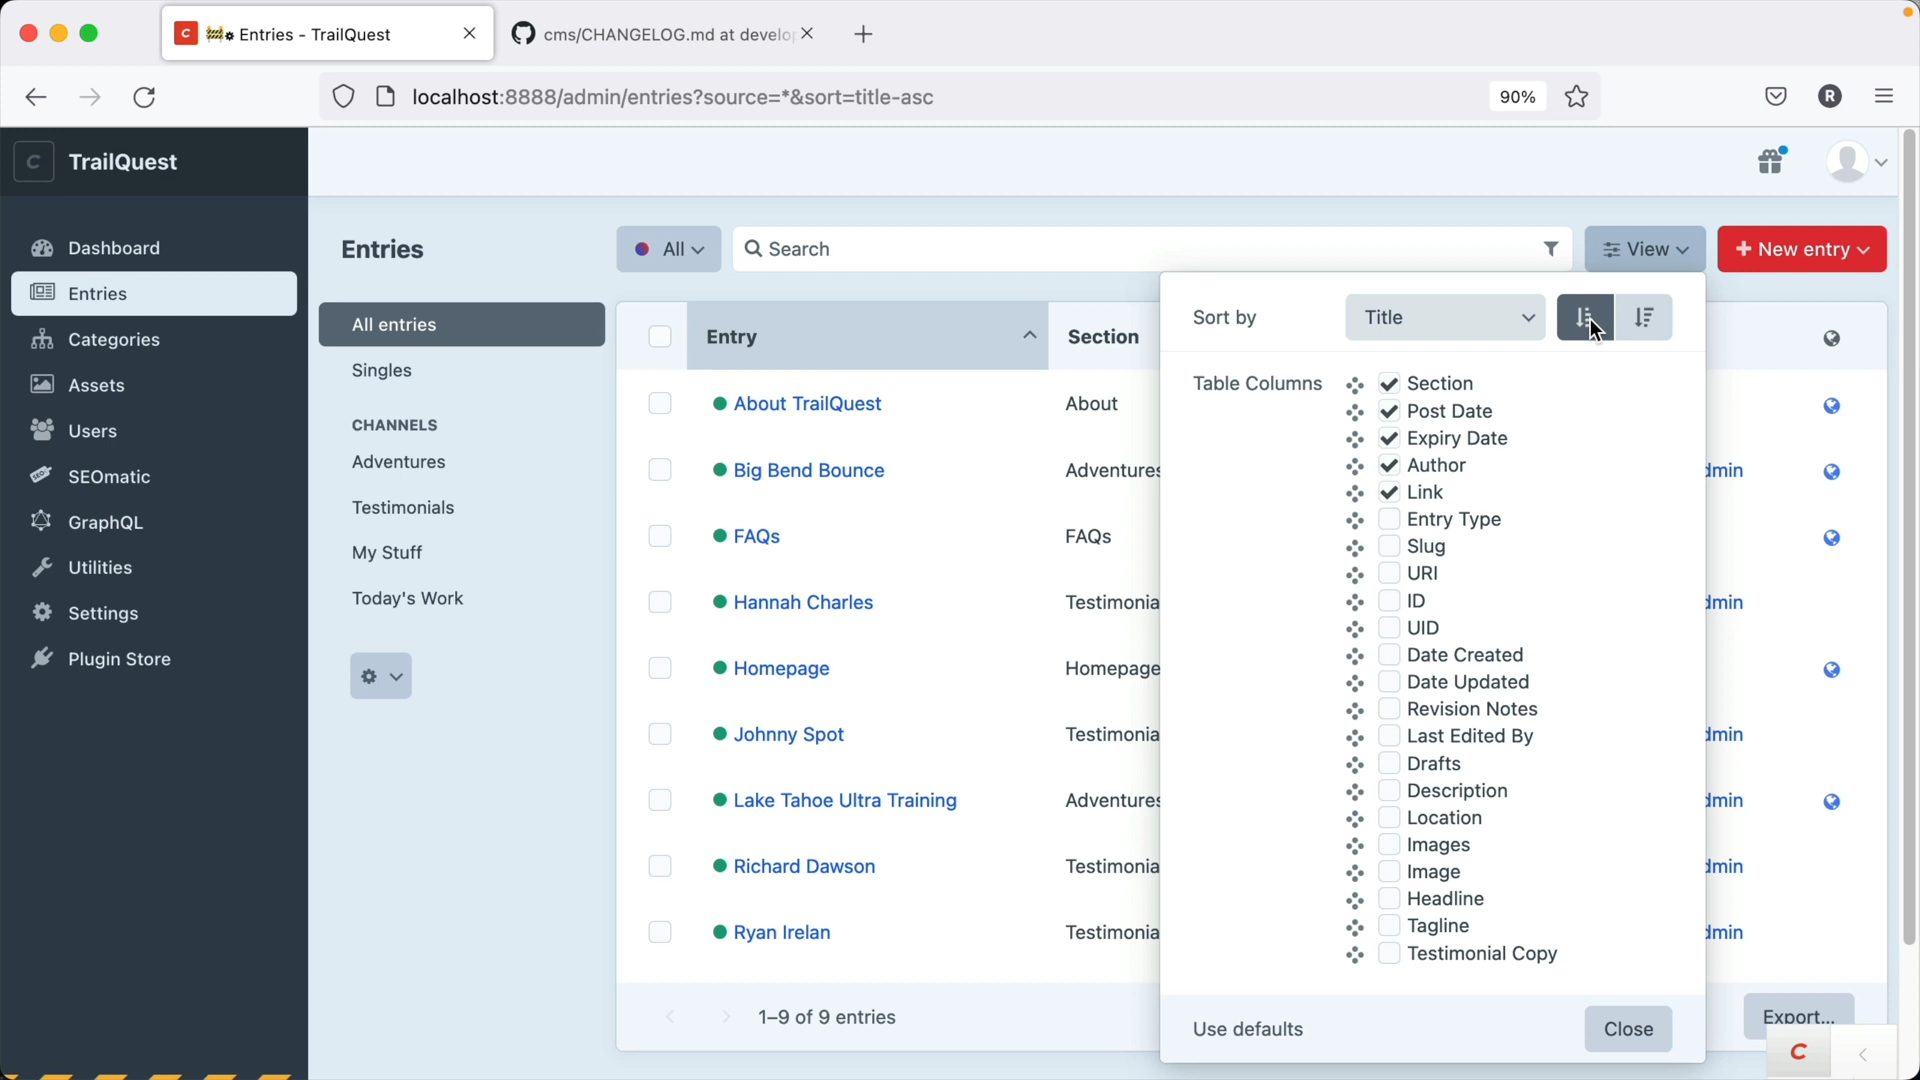 C Entries - TrailQuest
cms/CHANGELOG.md at develo
localhost:8888/admin/entries?source=*&sort=title-asc
90%
R
C TrailQuest
Dashboard
Entries
Categories
Assets
Users
SEOmatic
GraphQL
Utilities
Settings
Plugin Store
Entries
All
Search
View
New entry
All entries
Singles
CHANNELS
Adventures
Testimonials
My Stuff
Today's Work
Entry Section
About TrailQuest About
Big Bend Bounce Adventures dmin
FAQs FAQs
Hannah Charles Testimonia dmin
Homepage Homepage
Johnny Spot Testimonia dmin
Lake Tahoe Ultra Training Adventures dmin
Richard Dawson Testimonia dmin
Ryan Irelan Testimonia dmin
1–9 of 9 entries
Export...
C
Sort by Title
Table Columns
Section
Post Date
Expiry Date
Author
Link
Entry Type
Slug
URI
ID
UID
Date Created
Date Updated
Revision Notes
Last Edited By
Drafts
Description
Location
Images
Image
Headline
Tagline
Testimonial Copy
Use defaults
Close